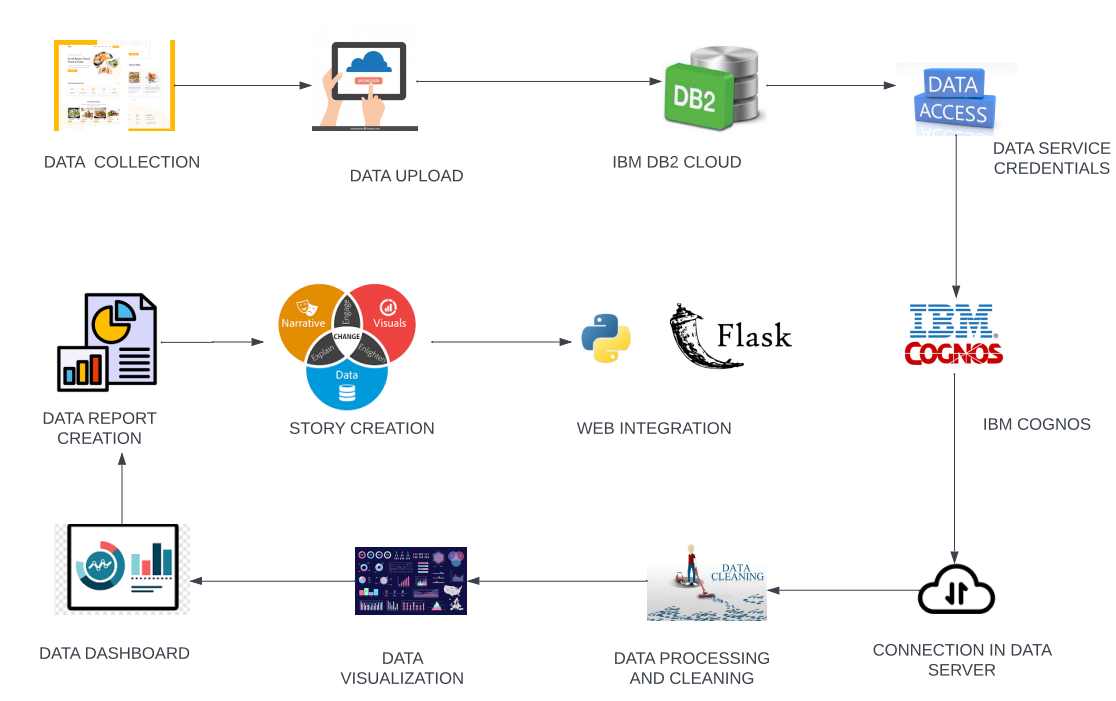 DB2
DATA
ACCESS
DATA COLLECTION
DATA UPLOAD
IBM DB2 CLOUD
DATA SERVICE
CREDENTIALS
Narrative
Engage
Visuals
CHANGE
Explain
Enlighten
Data
Flask
IBM
COGNOS
DATA REPORT
CREATION
STORY CREATION
WEB INTEGRATION
IBM COGNOS
DATA
CLEANING
DATA DASHBOARD
DATA
VISUALIZATION
DATA PROCESSING
AND CLEANING
CONNECTION IN DATA
SERVER